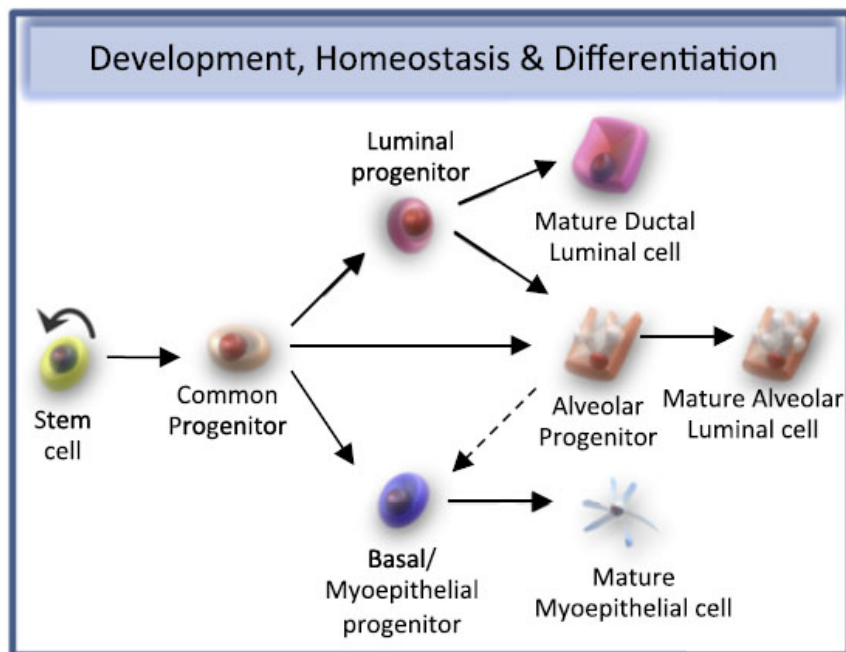 Development, Homeostasis & Differentiation
Luminal
progenitor
Mature Ductal
Luminal cell
Stem
cell
Common
Progenitor
Alveolar
Progenitor
Mature Alveolar
Luminal cell
Basal/
Myoepithelial
progenitor
Mature
Myoepithelial cell